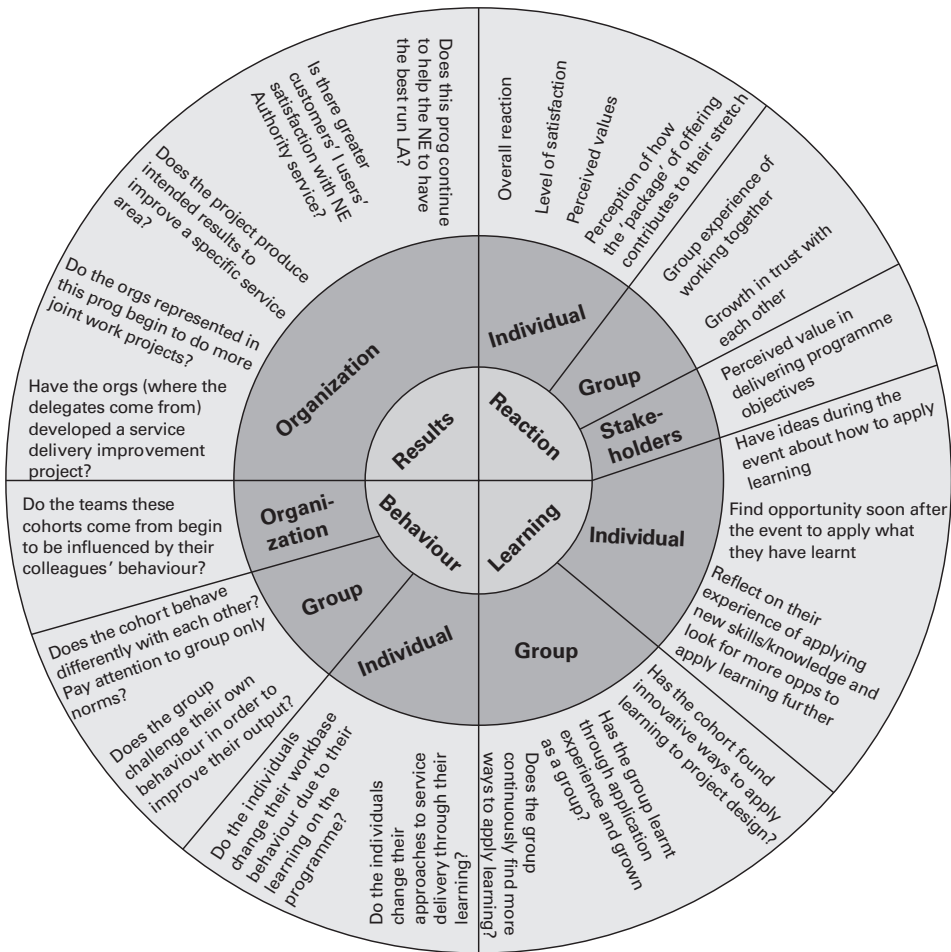 Results
Reaction
Behaviour
Learning
Individual
Group
Stake-
holders
Individual
Group
Individual
Group
Organi-
zation
Organization
Overall reaction
Level of satisfaction
Perceived values
Perception of how
the ‘package’ of offering
contributes to their stretch
Group experience of
working together
Growth in trust with
each other
Perceived value in
delivering programme
objectives
Have ideas during the
event about how to apply
learning
Find opportunity soon after
the event to apply what
they have learnt
Reflect on their
experience of applying
new skills/knowledge and
look for more opps to
apply learning further
Has the cohort found
innovative ways to apply
learning to project design?
Has the group learnt
through application
experience and grown
as a group?
Does the group
continuously find more
ways to apply learning?
Do the individuals
change their
approaches to service
delivery through their
learning?
Do the individuals
change their workbase
behaviour due to their
learning on the
programme?
Does the group
challenge their own
behaviour in order to
improve their output?
Does the cohort behave
differently with each other?
Pay attention to group only
norms?
Do the teams these
cohorts come from begin
to be influenced by their
colleagues’ behaviour?
Have the orgs (where the
delegates come from)
developed a service
delivery improvement
project?
Do the orgs represented in
this prog begin to do more
joint work projects?
Does the project produce
intended results to
improve a specific service
area?
Is there greater
customers’ I users’
satisfaction with NE
Authority service?
Does this prog continue
to help the NE to have
the best run LA?